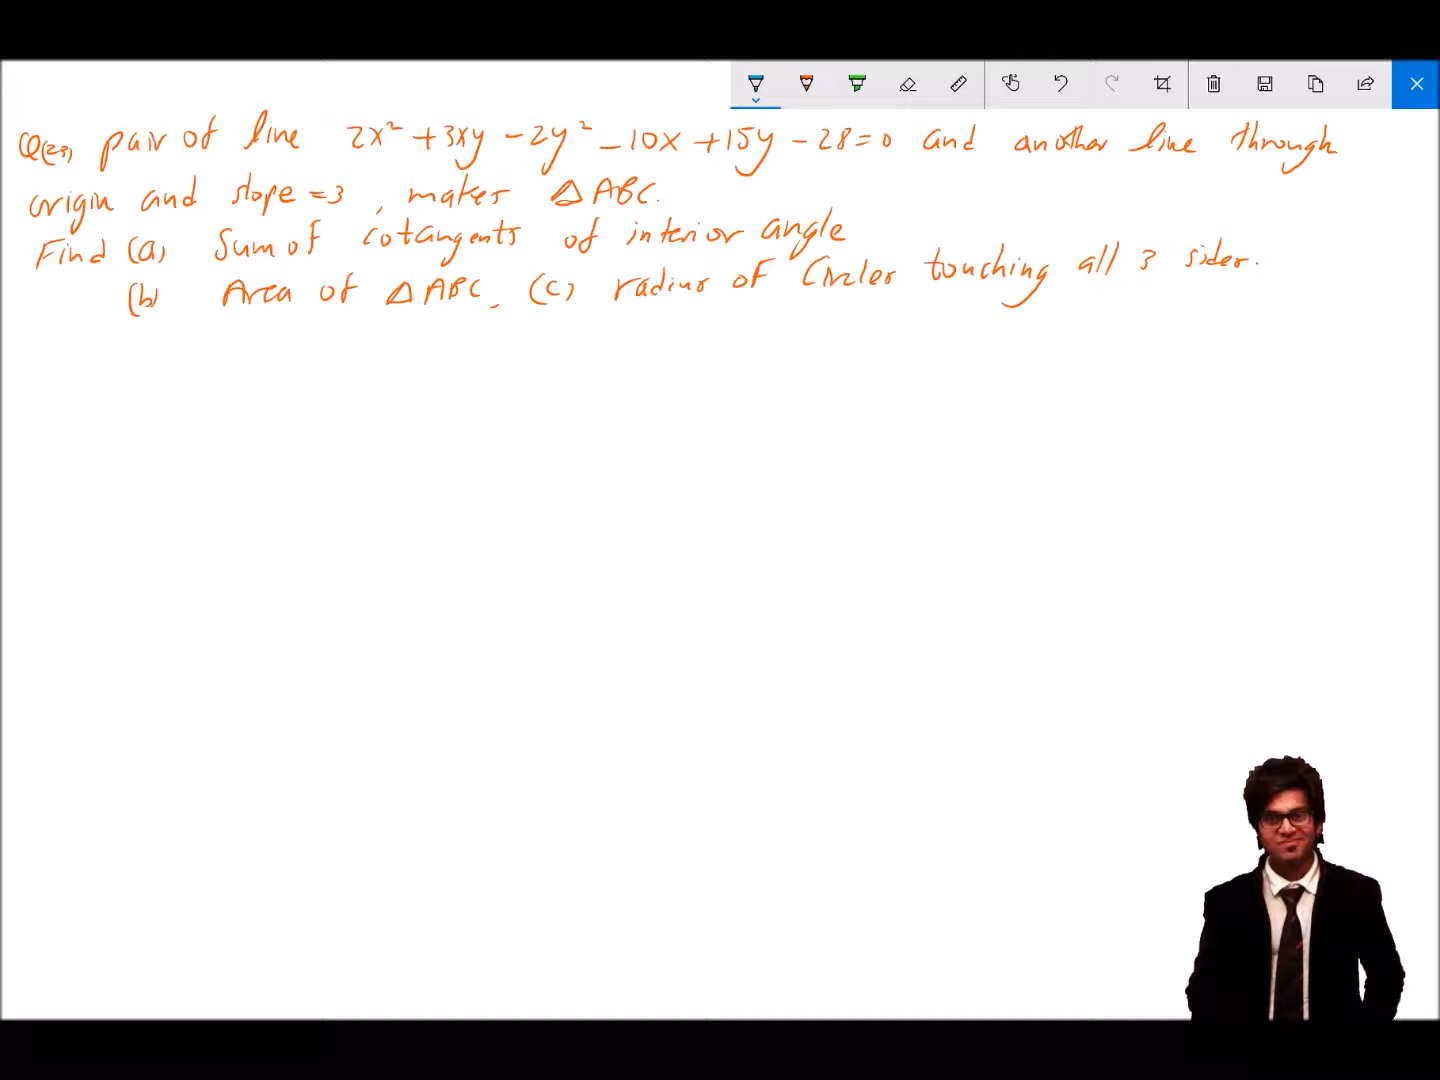 Q(23) pair of line 2x² + 3xy - 2y² - 10x + 15y - 28 = 0 and another line through
origin and slope = 3, makes △ABC.
Find (a) Sum of cotangents of interior angle
(b) Area of △ABC, (c) radius of Circles touching all 3 sides.